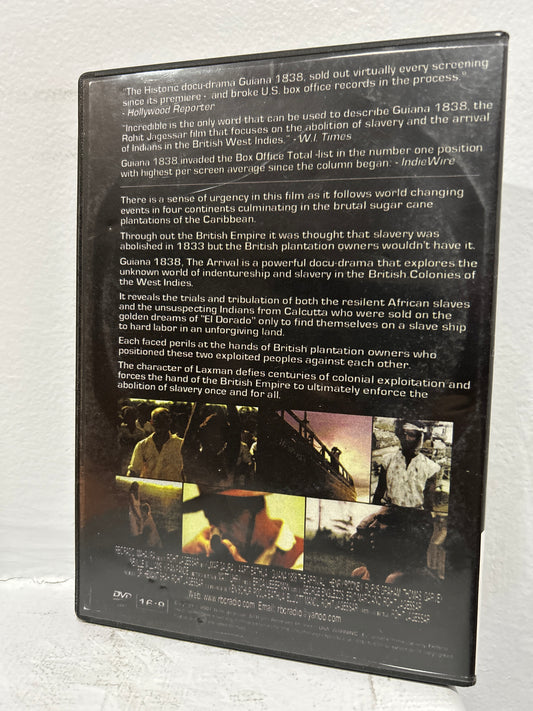 "The Historic docu-drama Guiana 1838, sold out virtually every screening
since its premiere - and broke U.S. box office records in the process."
- Hollywood Reporter
"Incredible is the only word that can be used to describe Guiana 1838, the
Rohit Jagessar film that focuses on the abolition of slavery and the arrival
of Indians in the British West Indies." - W.I. Times
Guiana 1838 invaded the Box Office Total -list in the number one position
with highest per screen average since the column began. - IndieWire
There is a sense of urgency in this film as it follows world changing
events in four continents culminating in the brutal sugar cane
plantations of the Caribbean.
Through out the British Empire it was thought that slavery was
abolished in 1833 but the British plantation owners wouldn't have it.
Guiana 1838, The Arrival is a powerful docu-drama that explores the
unknown world of indentureship and slavery in the British Colonies of
the West Indies.
It reveals the trials and tribulation of both the resilent African slaves
and the unsuspecting Indians from Calcutta who were sold on the
golden dreams of "El Dorado" only to find themselves on a slave ship
to hard labor in an unforgiving land.
Each faced perils at the hands of British plantation owners who
positioned these two exploited peoples against each other.
The character of Laxman defies centuries of colonial exploitation and
forces the hand of the British Empire to ultimately enforce the
abolition of slavery once and for all.
Web: www.rbcradio.com Email: rbcradio@yahoo.com
DVD
16:9